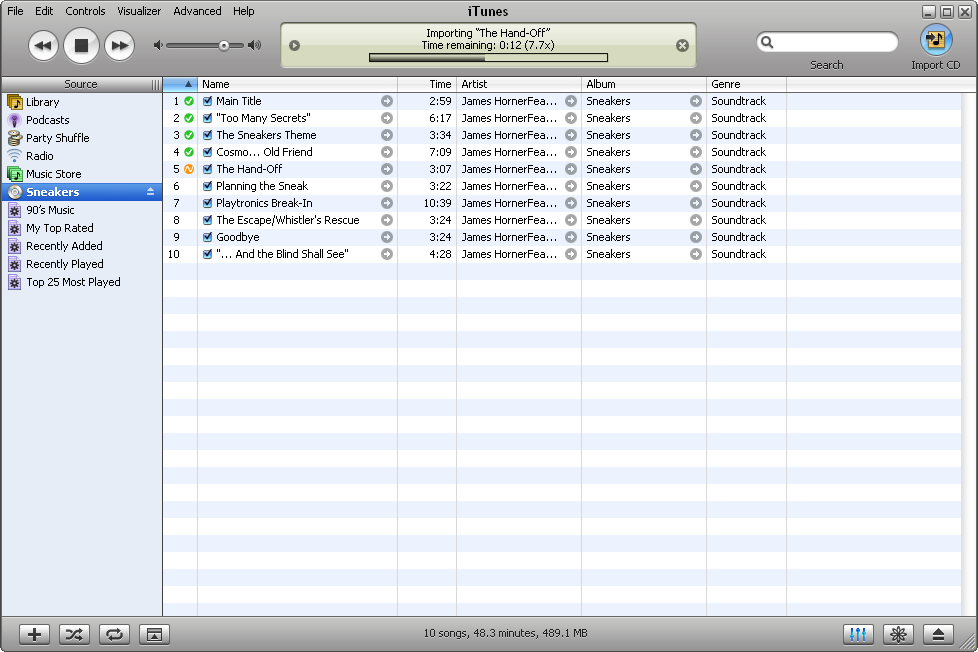 File Edit Controls Visualizer Advanced Help
iTunes
Importing “The Hand-Off”
Time remaining: 0:12 (7.7x)
Search
Import CD
Source
Library
Podcasts
Party Shuffle
Radio
Music Store
Sneakers
90's Music
My Top Rated
Recently Added
Recently Played
Top 25 Most Played
Name Time Artist Album Genre
1 Main Title 2:59 James HornerFea... Sneakers Soundtrack
2 "Too Many Secrets" 6:17 James HornerFea... Sneakers Soundtrack
3 The Sneakers Theme 3:34 James HornerFea... Sneakers Soundtrack
4 Cosmo... Old Friend 7:09 James HornerFea... Sneakers Soundtrack
5 The Hand-Off 3:07 James HornerFea... Sneakers Soundtrack
6 Planning the Sneak 3:22 James HornerFea... Sneakers Soundtrack
7 Playtronics Break-In 10:39 James HornerFea... Sneakers Soundtrack
8 The Escape/Whistler's Rescue 3:24 James HornerFea... Sneakers Soundtrack
9 Goodbye 3:24 James HornerFea... Sneakers Soundtrack
10 "... And the Blind Shall See" 4:28 James HornerFea... Sneakers Soundtrack
10 songs, 48.3 minutes, 489.1 MB